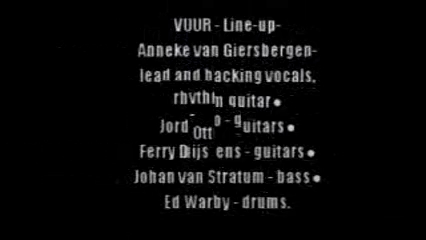 VUUR - Line-up-
Anneke van Giersbergen-
lead and backing vocals,
rhythm guitar •
Jord Otto - guitars •
Ferry Duijsens - guitars •
Johan van Stratum - bass •
Ed Warby - drums.